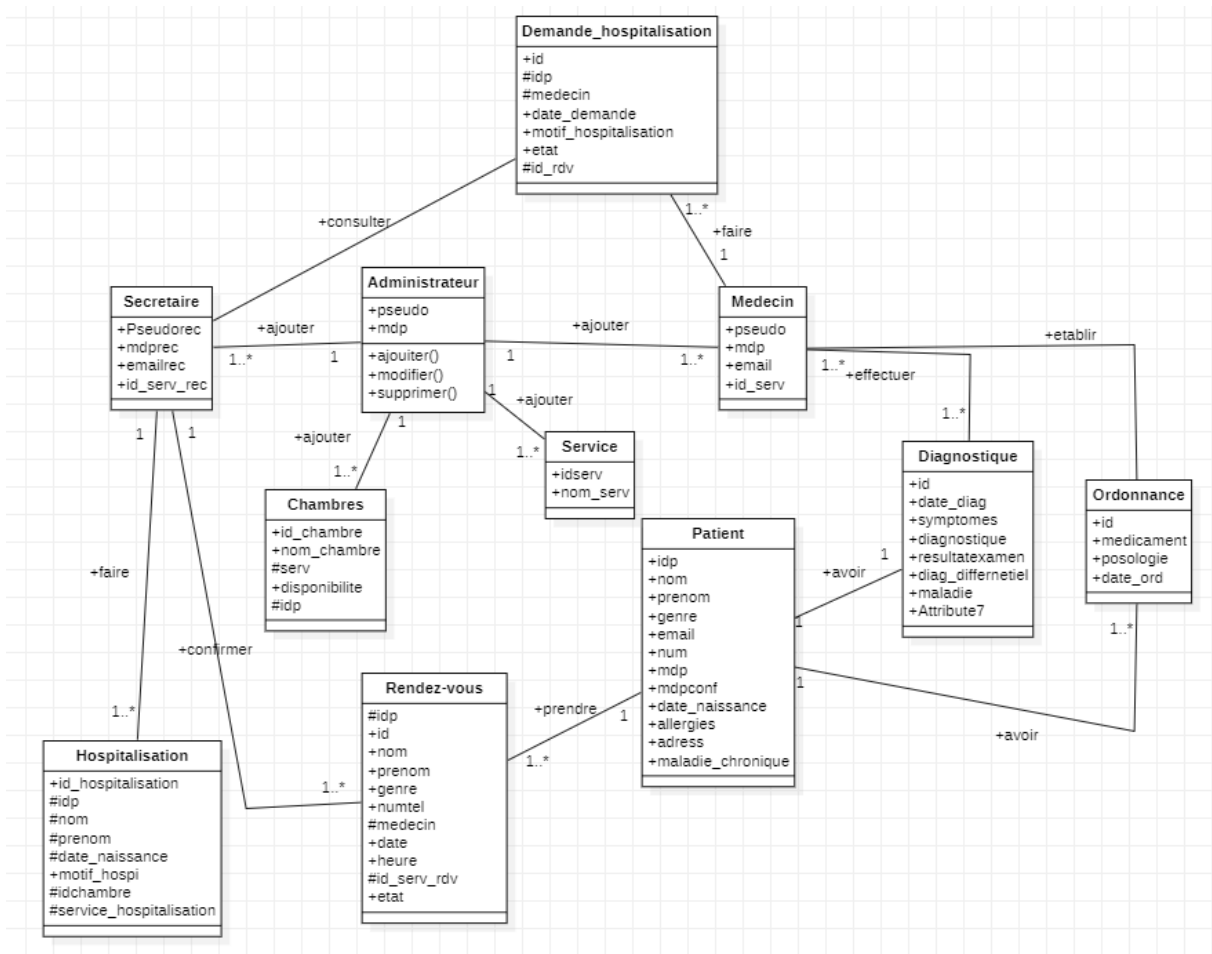 Demande_hospitalisation
+id
#idp
#medecin
+date_demande
+motif_hospitalisation
+etat
#id_rdv
+consulter
1..*
+faire
1
Secretaire
+Pseudorec
+mdprec
+emailrec
+id_serv_rec
+ajouter
1..*
1
Administrateur
+pseudo
+mdp
+ajouiter()
+modifier()
+supprimer()
+ajouter
1
1..*
Medecin
+pseudo
+mdp
+email
+id_serv
+etablir
1..*
+effectuer
1..*
1
+ajouter
1..*
Service
+idserv
+nom_serv
1
+ajouter
1..*
Chambres
+id_chambre
+nom_chambre
#serv
+disponibilite
#idp
1
1
+faire
1..*
+confirmer
1..*
Diagnostique
+id
+date_diag
+symptomes
+diagnostique
+resultatexamen
+diag_differnetiel
+maladie
+Attribute7
Ordonnance
+id
+medicament
+posologie
+date_ord
1..*
Patient
+idp
+nom
+prenom
+genre
+email
+num
+mdp
+mdpconf
+date_naissance
+allergies
+adress
+maladie_chronique
1
+avoir
1
1
+avoir
+prendre
1
1..*
Rendez-vous
#idp
+id
+nom
+prenom
+genre
+numtel
#medecin
+date
+heure
#id_serv_rdv
+etat
Hospitalisation
+id_hospitalisation
#idp
#nom
#prenom
#date_naissance
+motif_hospi
#idchambre
#service_hospitalisation